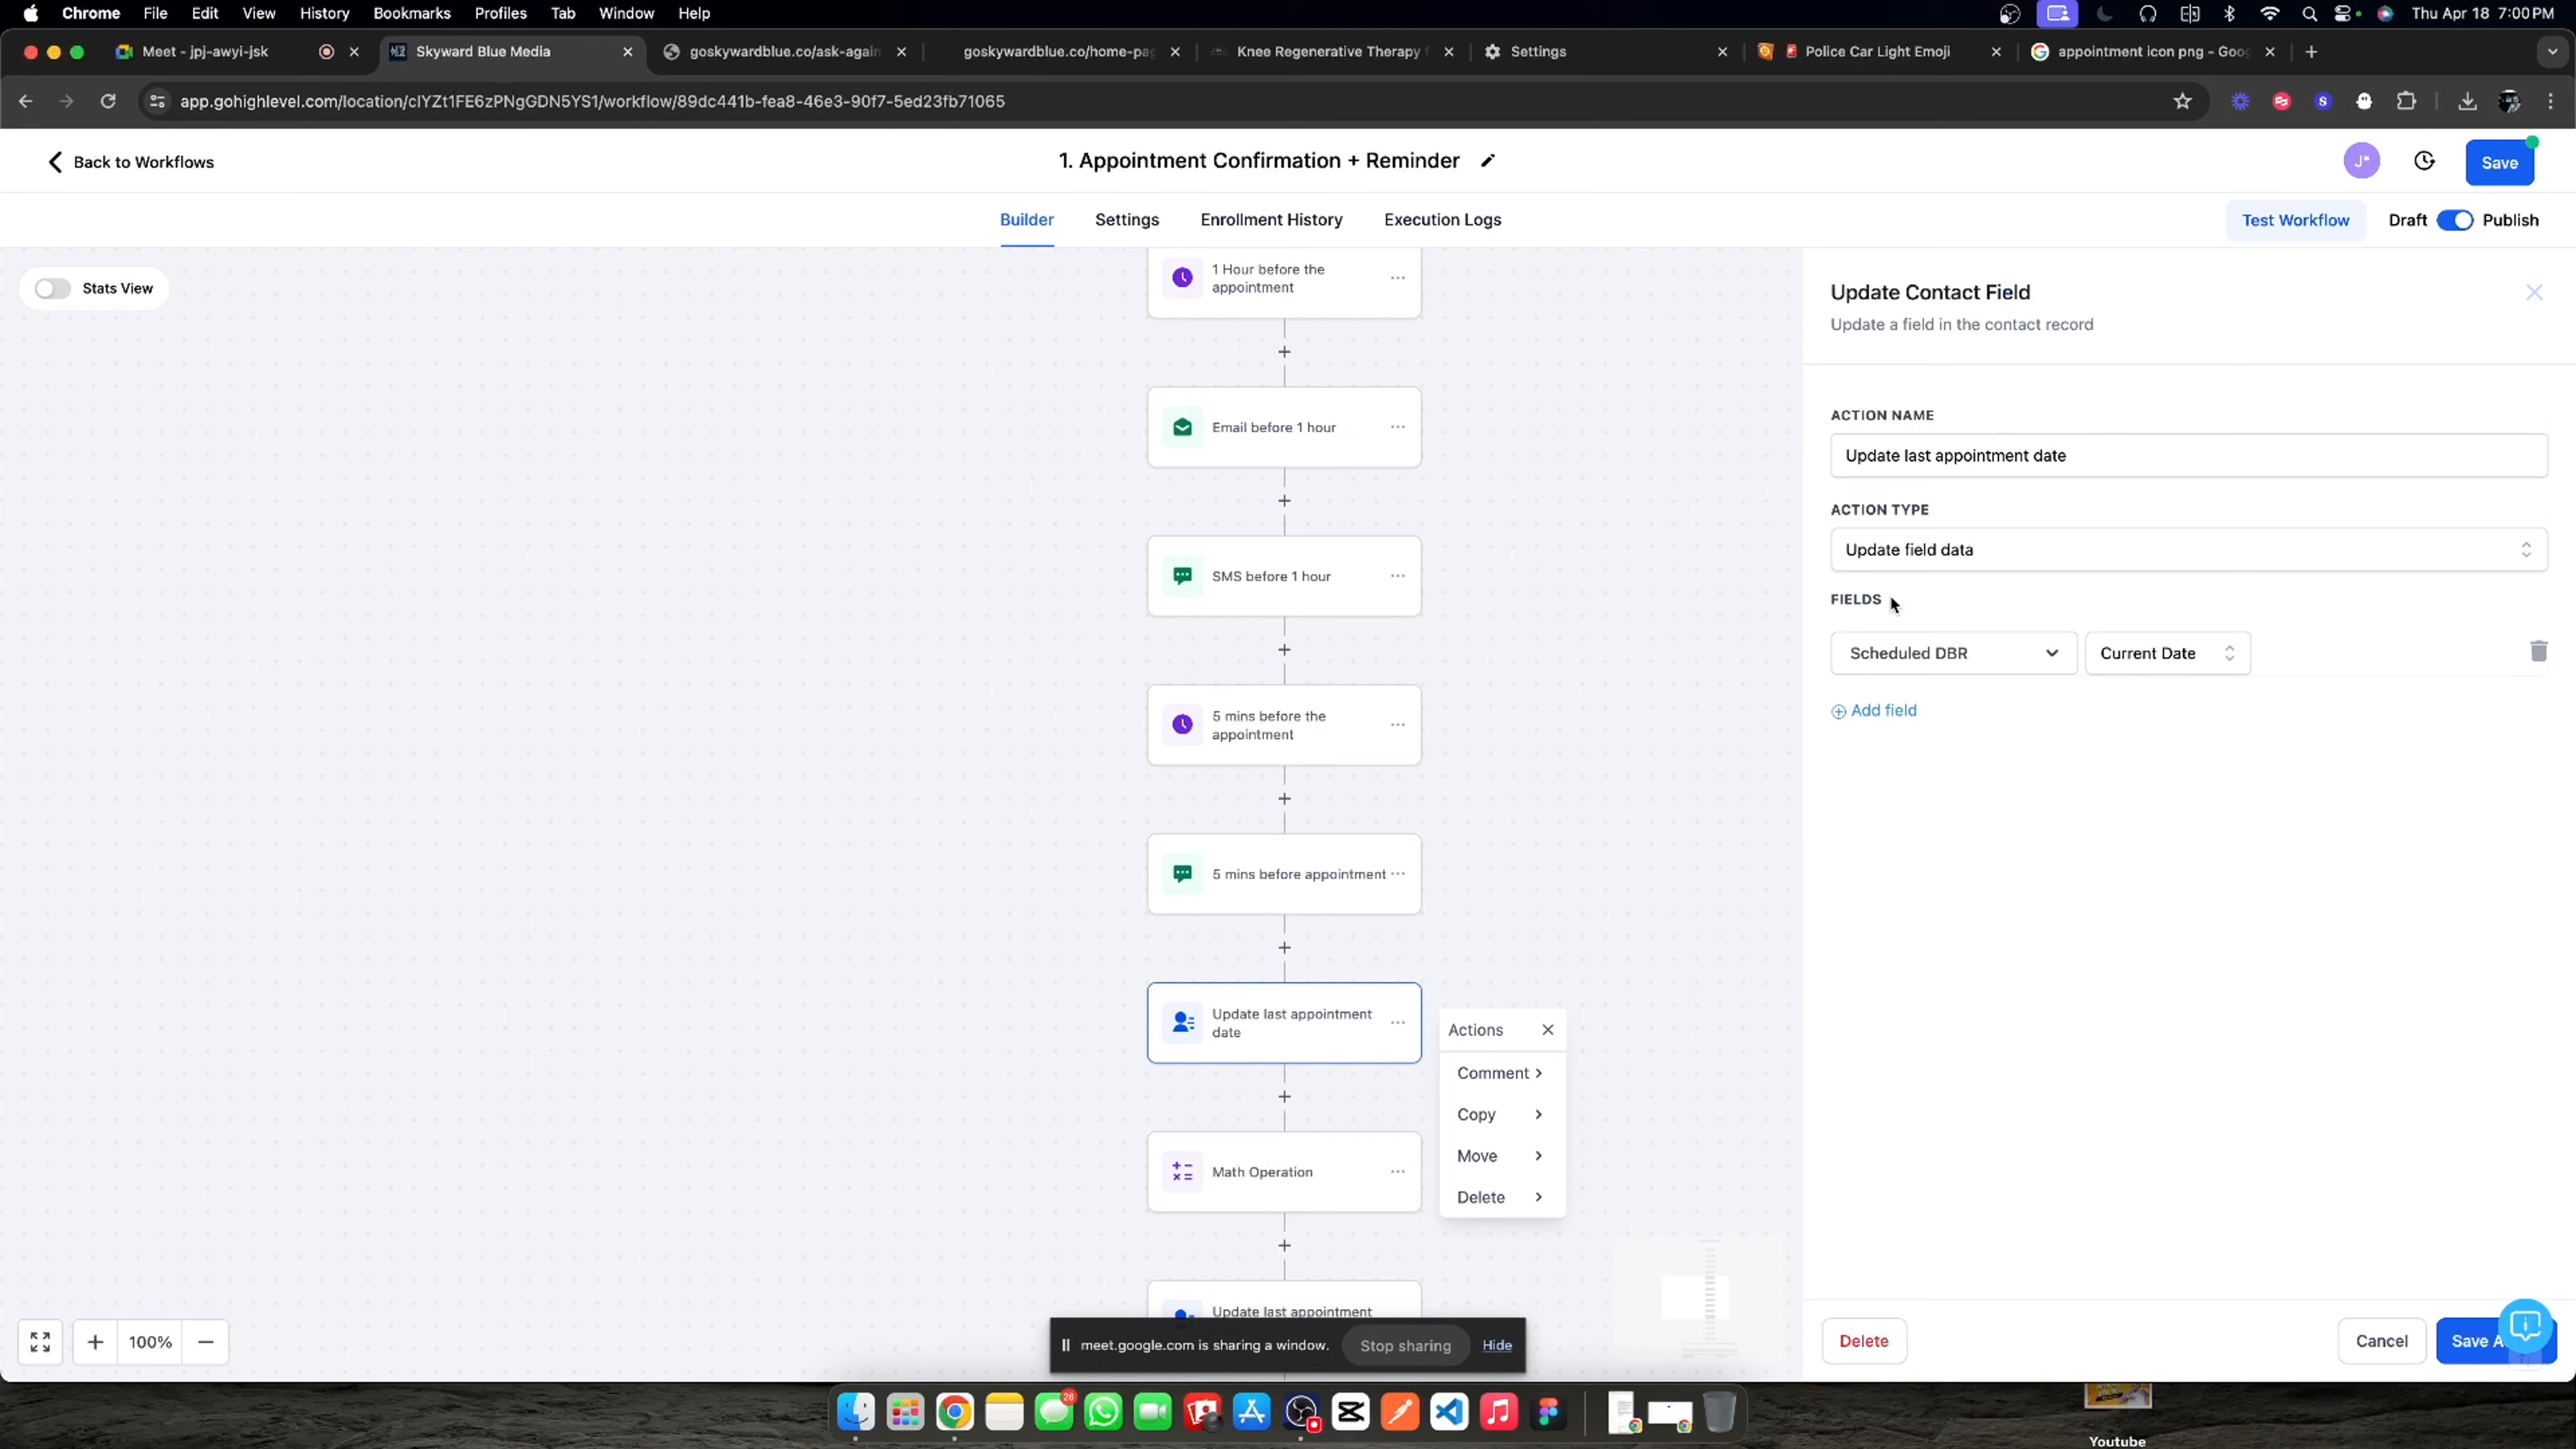 Chrome File Edit View History Bookmarks Profiles Tab Window Help Thu Apr 18 7:00 PM
Meet - jpj-awyi-jsk Skyward Blue Media goskywardblue.co/ask-again goskywardblue.co/home-pag Knee Regenerative Therapy Settings Police Car Light Emoji appointment icon png - Goog
app.gohighlevel.com/location/cIYZt1FE6zPNgGDN5YS1/workflow/89dc441b-fea8-46e3-90f7-5ed23fb71065
Back to Workflows 1. Appointment Confirmation + Reminder Save
Builder Settings Enrollment History Execution Logs Test Workflow Draft Publish
Stats View
1 Hour before the
appointment
Email before 1 hour
SMS before 1 hour
5 mins before the
appointment
5 mins before appointment
Update last appointment
date
Math Operation
Update last appointment
Actions
Comment
Copy
Move
Delete
Update Contact Field
Update a field in the contact record
ACTION NAME
Update last appointment date
ACTION TYPE
Update field data
FIELDS
Scheduled DBR Current Date
Add field
Delete Cancel Save A
100%
meet.google.com is sharing a window. Stop sharing Hide
28
Youtube